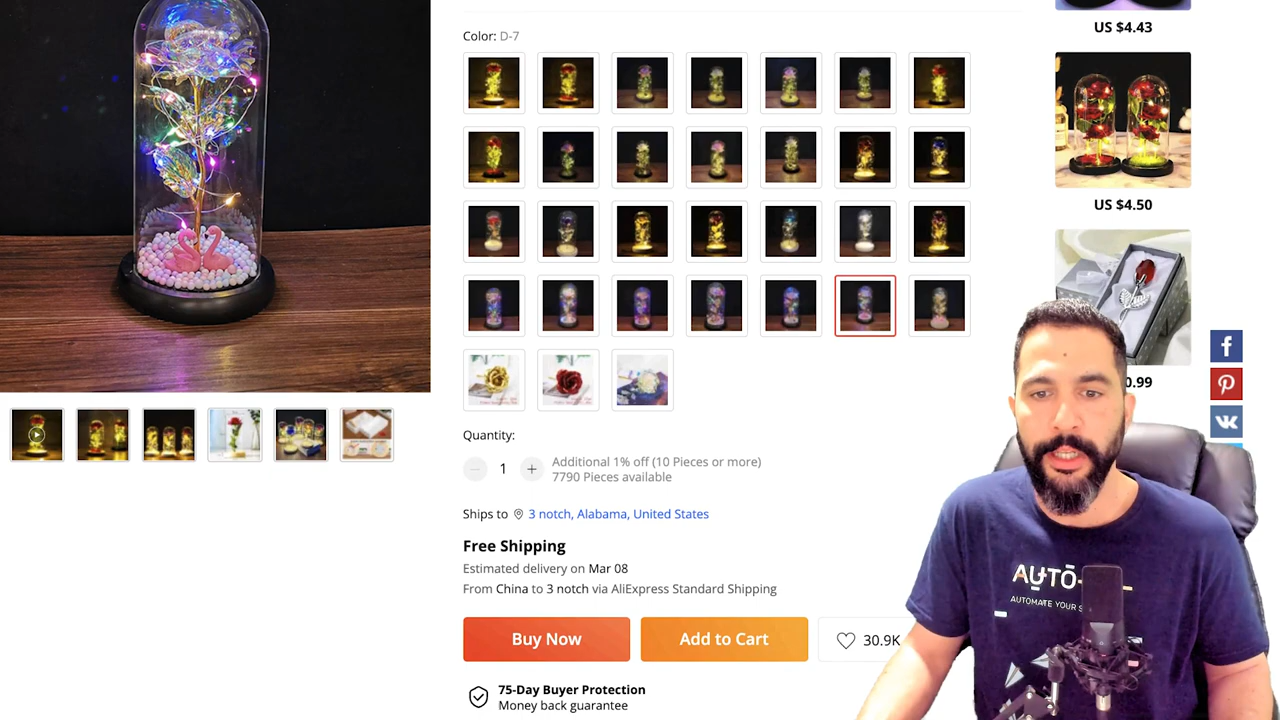 US $4.43
Color: D-7
US $4.50
0.99
Quantity:
1
Additional 1% off (10 Pieces or more)
7790 Pieces available
Ships to 3 notch, Alabama, United States
Free Shipping
Estimated delivery on Mar 08
From China to 3 notch via AliExpress Standard Shipping
Buy Now
Add to Cart
30.9K
75-Day Buyer Protection
Money back guarantee
AUTŌ
AUTOMATE YOUR